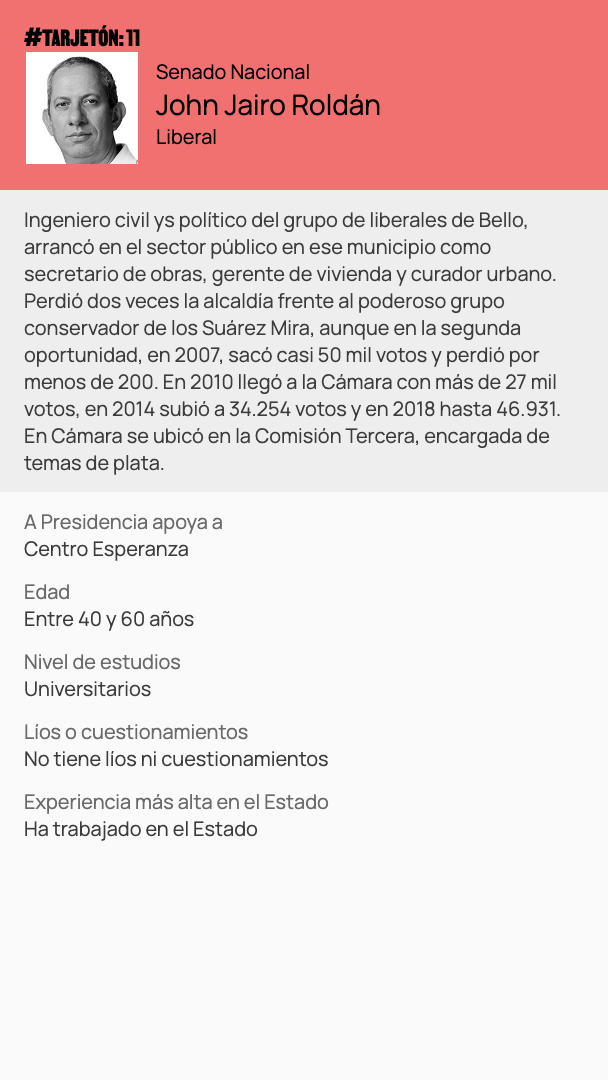 #TARJETÓN: 11
Senado Nacional
John Jairo Roldán
Liberal
Ingeniero civil ys político del grupo de liberales de Bello,
arrancó en el sector público en ese municipio como
secretario de obras, gerente de vivienda y curador urbano.
Perdió dos veces la alcaldía frente al poderoso grupo
conservador de los Suárez Mira, aunque en la segunda
oportunidad, en 2007, sacó casi 50 mil votos y perdió por
menos de 200. En 2010 llegó a la Cámara con más de 27 mil
votos, en 2014 subió a 34.254 votos y en 2018 hasta 46.931.
En Cámara se ubicó en la Comisión Tercera, encargada de
temas de plata.
A Presidencia apoya a
Centro Esperanza
Edad
Entre 40 y 60 años
Nivel de estudios
Universitarios
Líos o cuestionamientos
No tiene líos ni cuestionamientos
Experiencia más alta en el Estado
Ha trabajado en el Estado